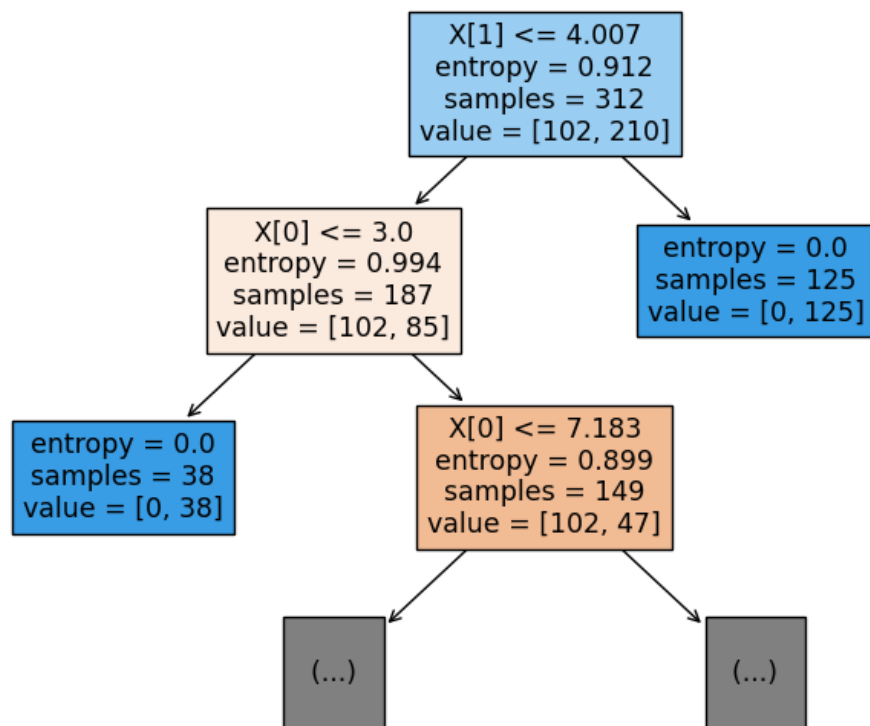 X[1] <= 4.007
entropy = 0.912
samples = 312
value = [102, 210]
X[0] <= 3.0
entropy = 0.994
samples = 187
value = [102, 85]
entropy = 0.0
samples = 125
value = [0, 125]
entropy = 0.0
samples = 38
value = [0, 38]
X[0] <= 7.183
entropy = 0.899
samples = 149
value = [102, 47]
(...)
(...)